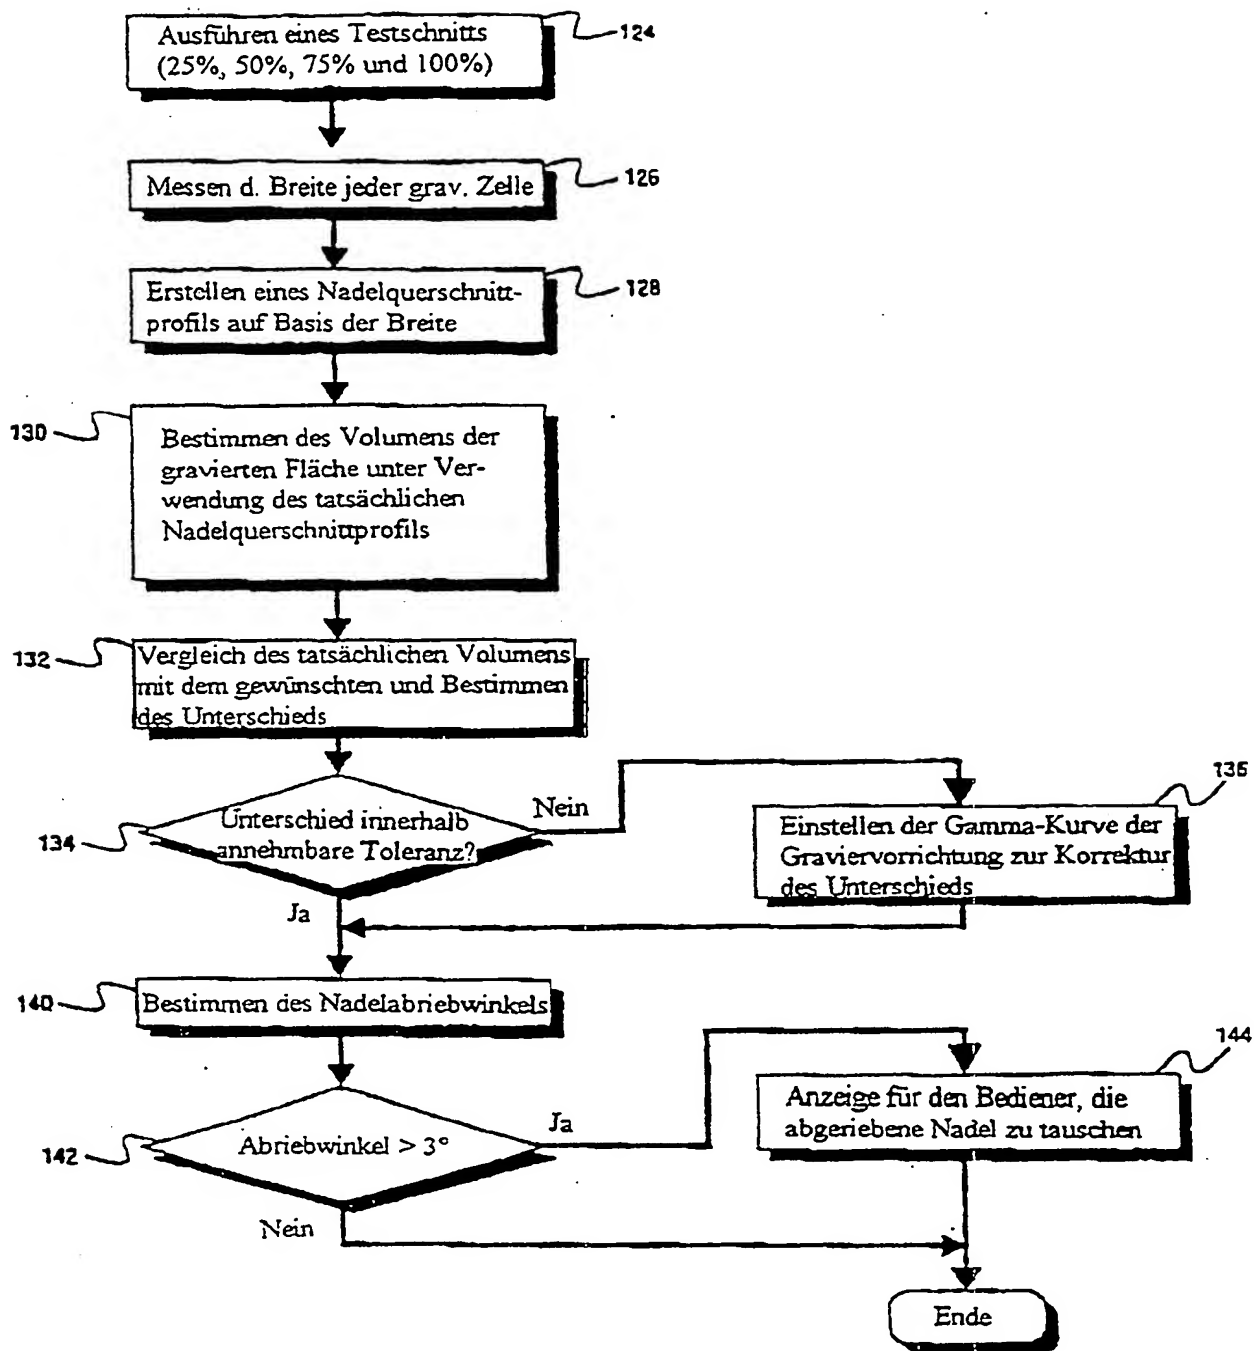 Ausführen eines Testschnitts
(25%, 50%, 75% und 100%)
124
Messen d. Breite jeder grav. Zelle
126
Erstellen eines Nadelquerschnitt-
profils auf Basis der Breite
128
130
Bestimmen des Volumens der
gravierten Fläche unter Ver-
wendung des tatsächlichen
Nadelquerschnittprofils
132
Vergleich des tatsächlichen Volumens
mit dem gewünschten und Bestimmen
des Unterschieds
134
Unterschied innerhalb
annehmbare Toleranz?
Nein
136
Einstellen der Gamma-Kurve der
Graviervorrichtung zur Korrektur
des Unterschieds
Ja
140
Bestimmen des Nadelabriebwinkels
142
Abriebwinkel > 3°
Ja
144
Anzeige für den Bediener, die
abgeriebene Nadel zu tauschen
Nein
Ende